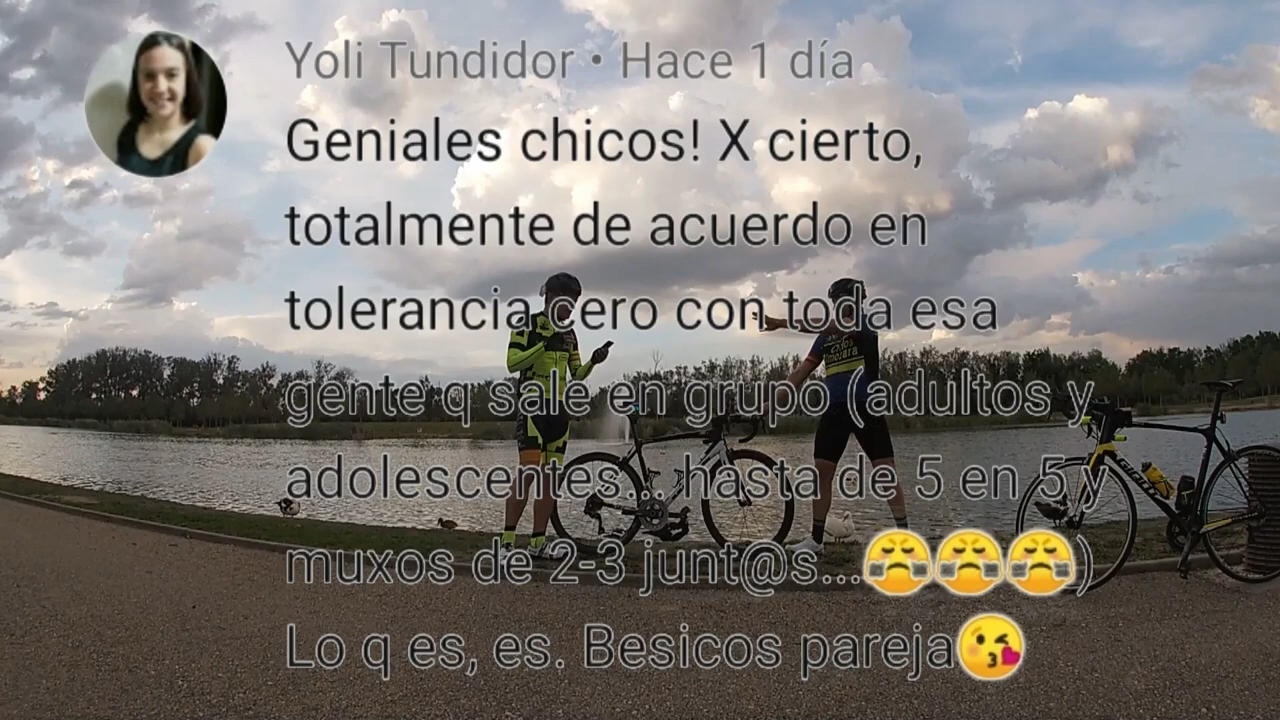 Yoli Tundidor • Hace 1 día
Geniales chicos! X cierto,
totalmente de acuerdo en
tolerancia cero con toda esa
gente q sale en grupo (adultos y
adolescentes... hasta de 5 en 5 y
muxos de 2-3 junt@s...😤😤😤)
Lo q es, es. Besicos pareja😘
GIANT